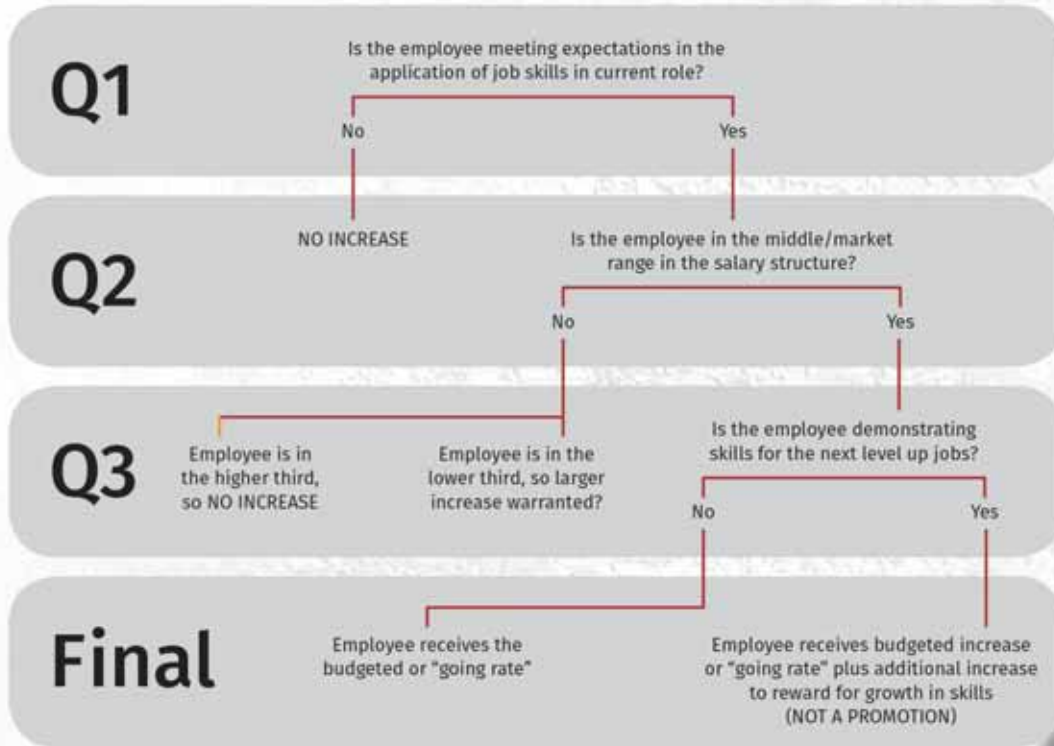 Q1
Is the employee meeting expectations in the
application of job skills in current role?
No
Yes
Q2
NO INCREASE
Is the employee in the middle/market
range in the salary structure?
No
Yes
Q3
Employee is in
the higher third,
so NO INCREASE
Employee is in the
lower third, so larger
increase warranted?
Is the employee demonstrating
skills for the next level up jobs?
No
Yes
Final
Employee receives the
budgeted or “going rate”
Employee receives budgeted increase
or “going rate” plus additional increase
to reward for growth in skills
(NOT A PROMOTION)